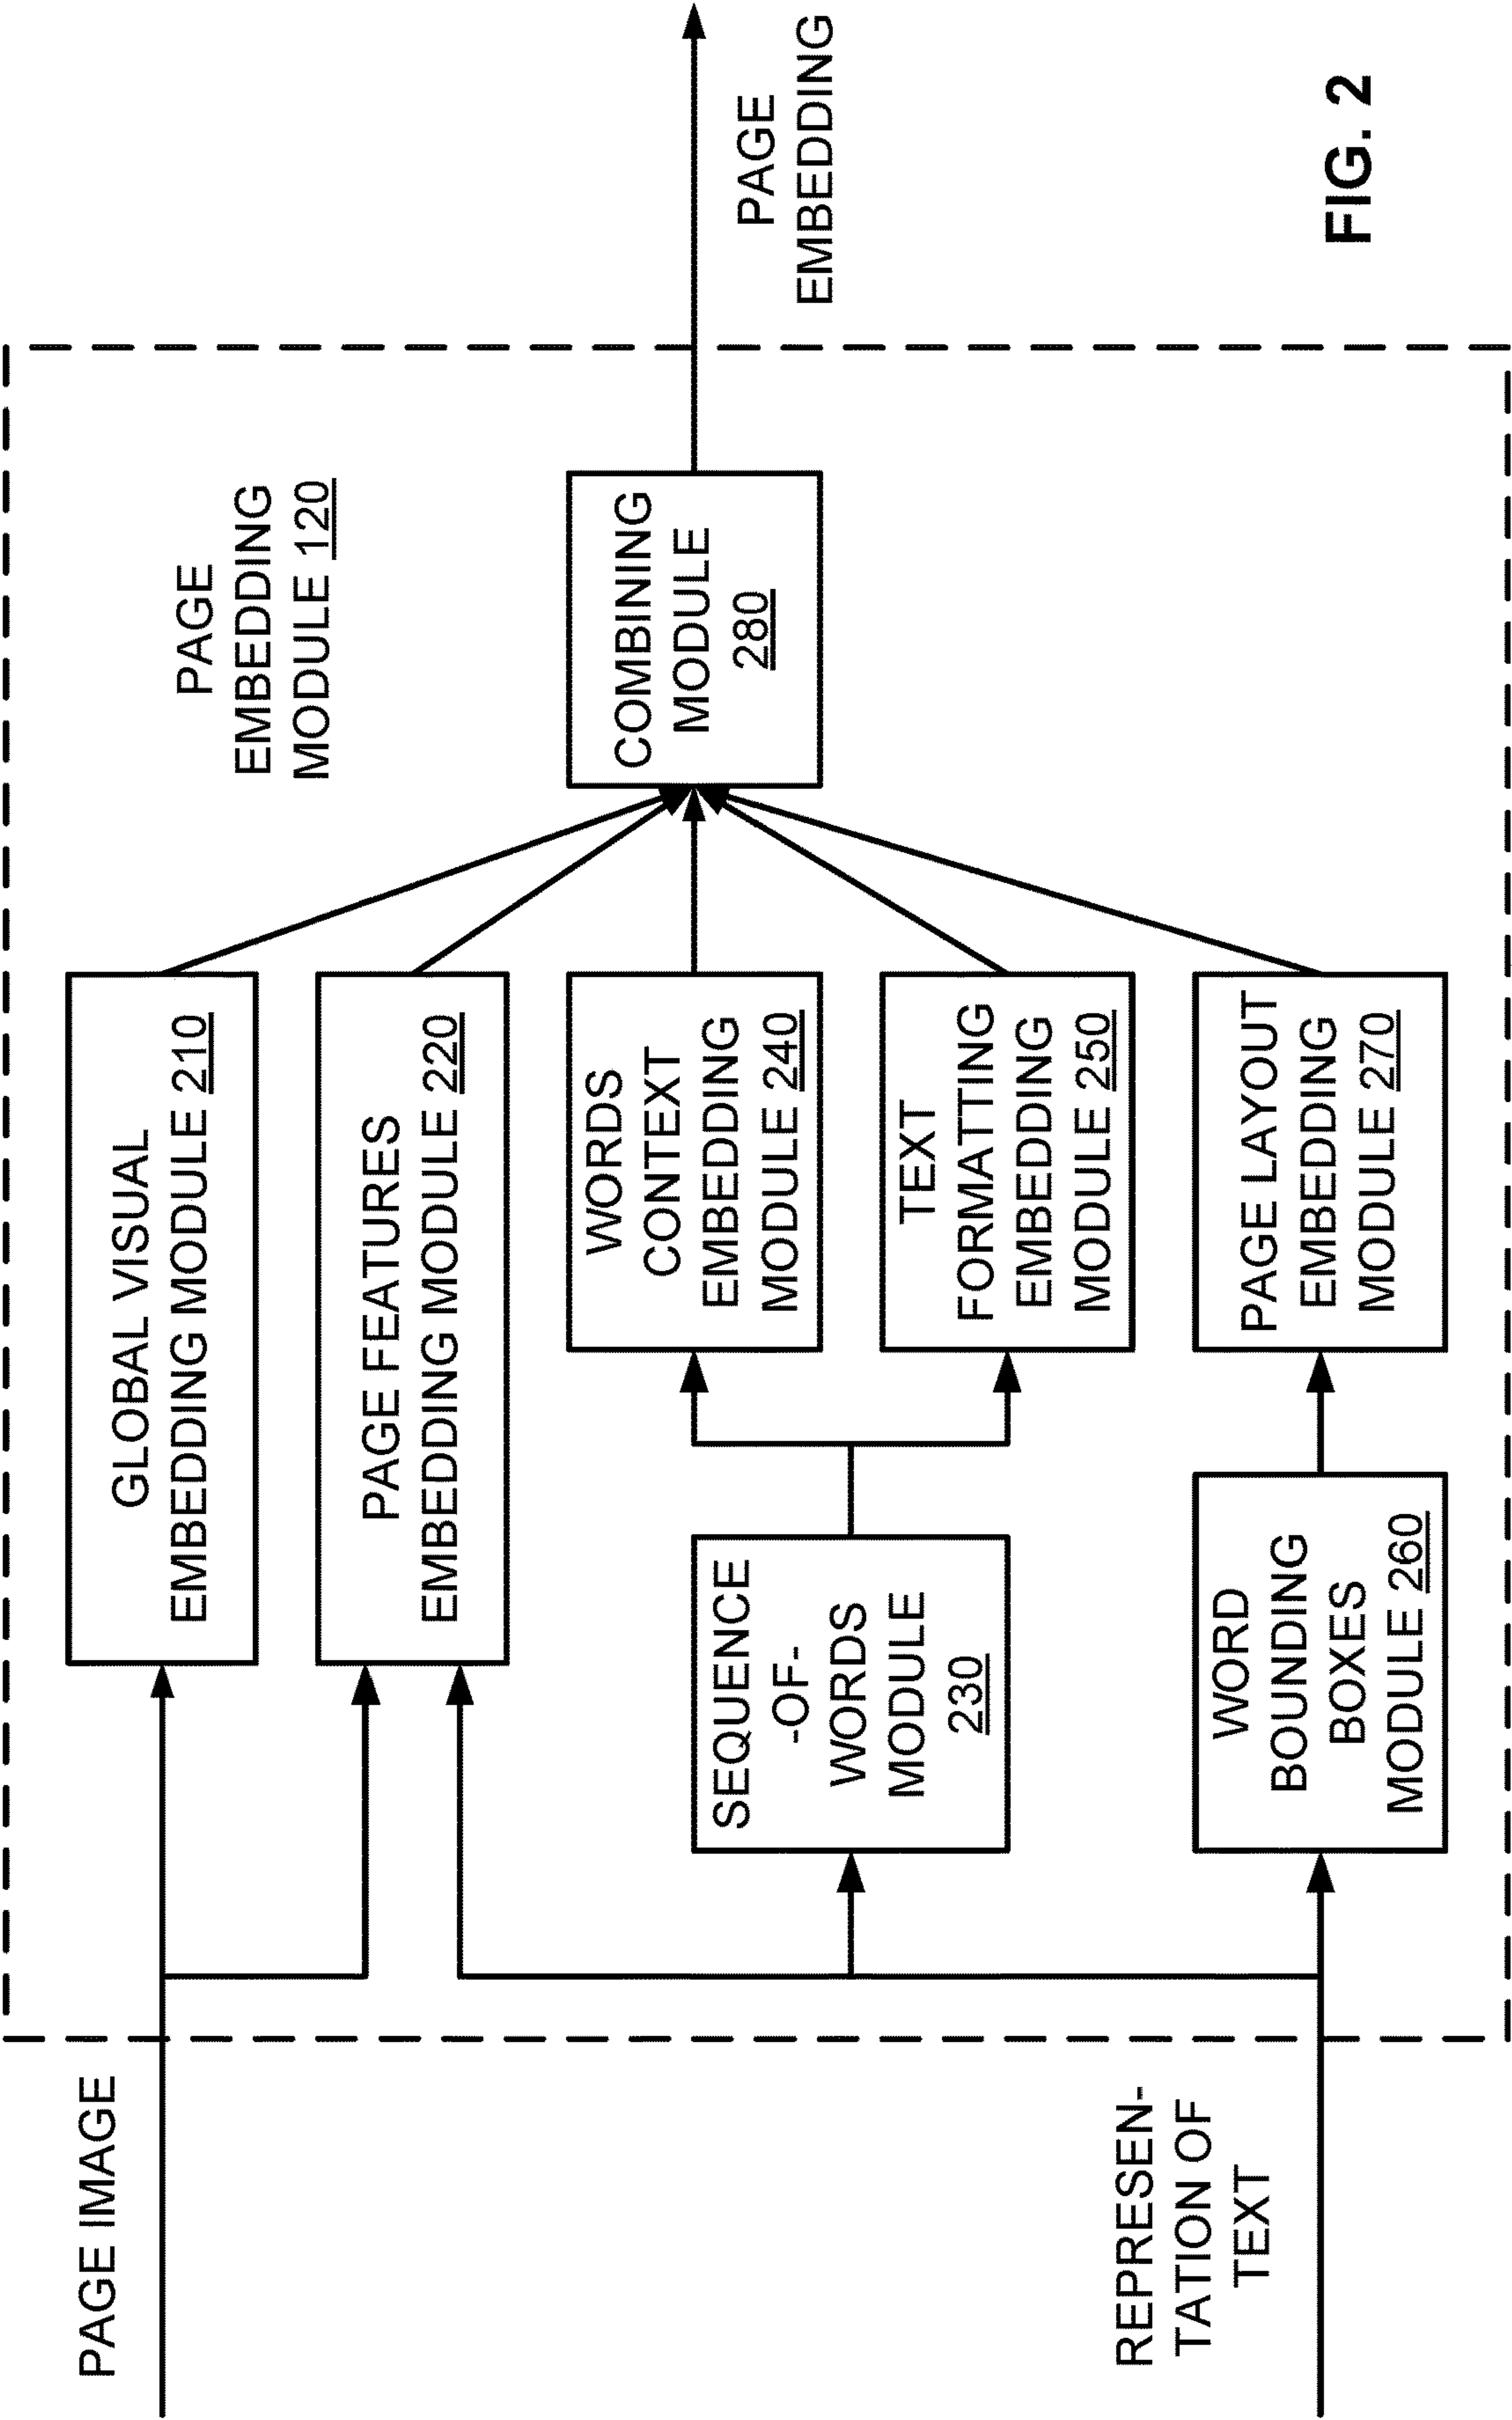 PAGE IMAGE
REPRESEN-
TATION OF
TEXT
PAGE
EMBEDDING
MODULE 120
GLOBAL VISUAL
EMBEDDING MODULE 210
PAGE FEATURES
EMBEDDING MODULE 220
SEQUENCE
-OF-
WORDS
MODULE
230
WORDS
CONTEXT
EMBEDDING
MODULE 240
TEXT
FORMATTING
EMBEDDING
MODULE 250
WORD
BOUNDING
BOXES
MODULE 260
PAGE LAYOUT
EMBEDDING
MODULE 270
COMBINING
MODULE
280
PAGE
EMBEDDING
FIG. 2